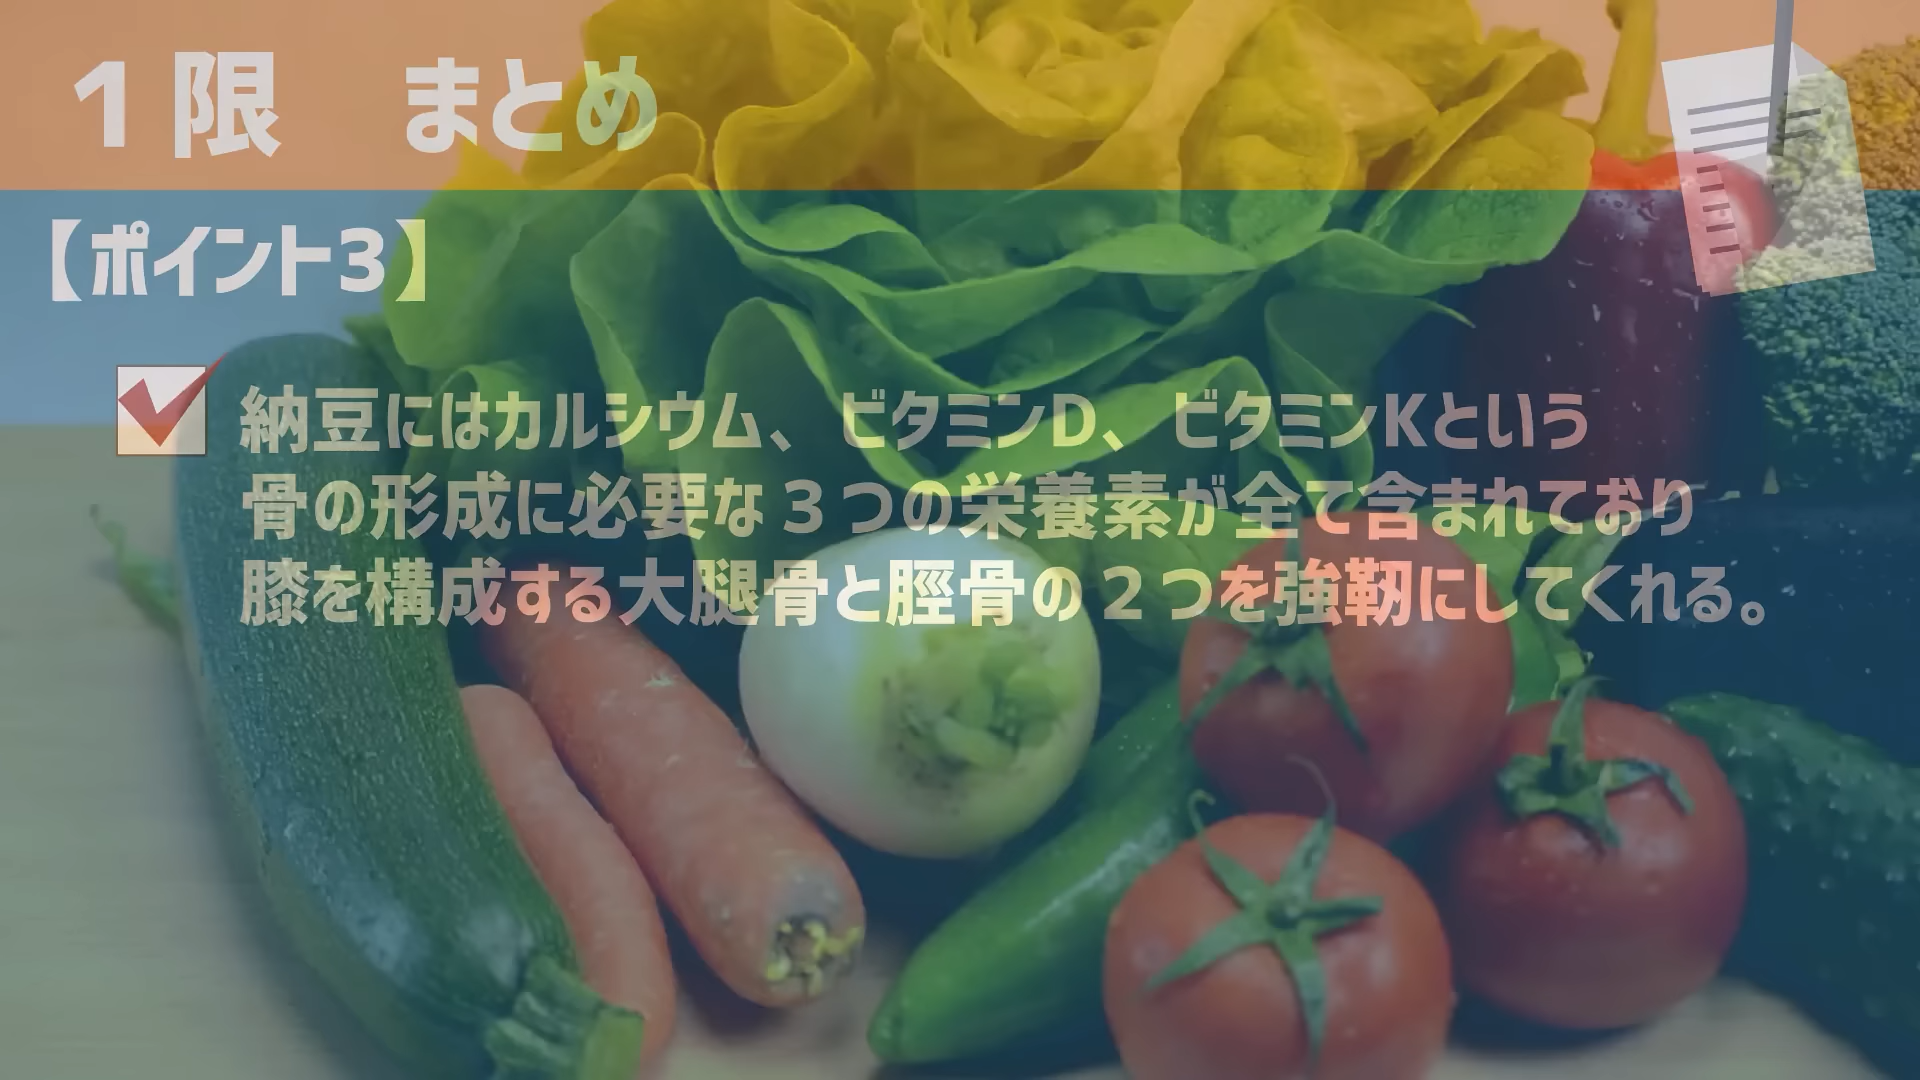 １限　まとめ
【ポイント3】
納豆にはカルシウム、ビタミンD、ビタミンKという
骨の形成に必要な３つの栄養素が全て含まれており
膝を構成する大腿骨と脛骨の２つを強靭にしてくれる。